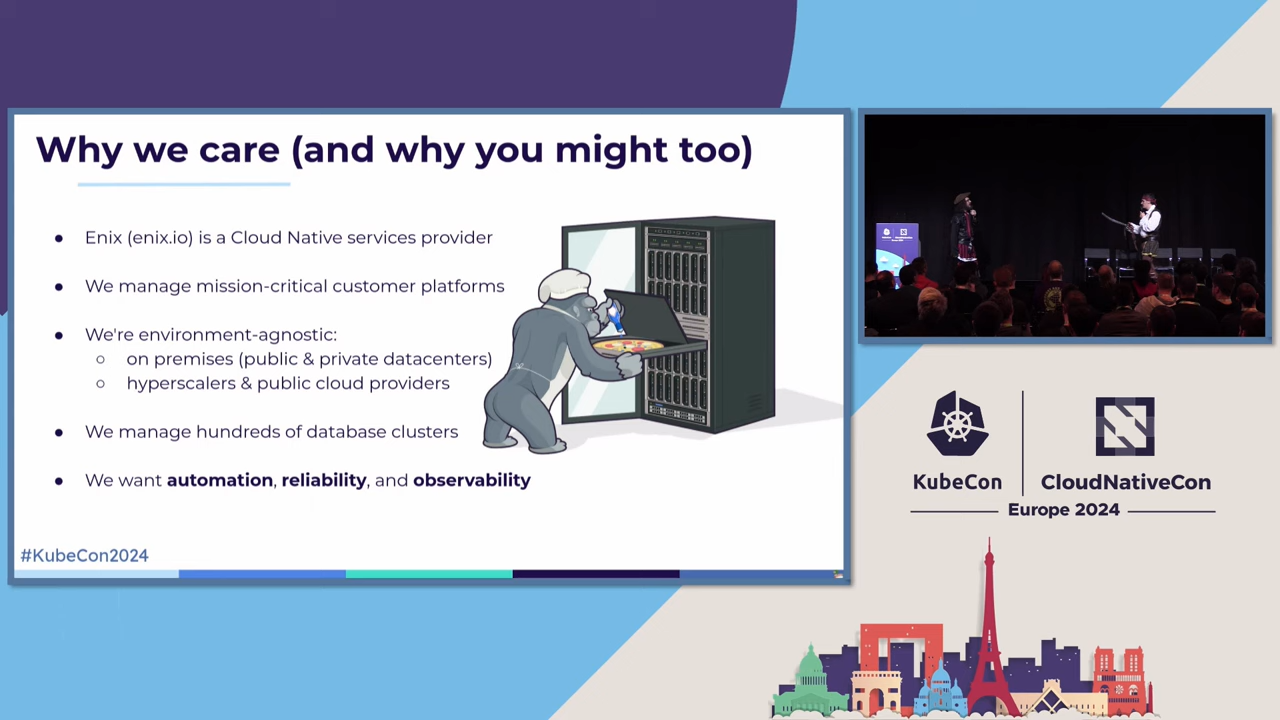 Why we care (and why you might too)
● Enix (enix.io) is a Cloud Native services provider
● We manage mission-critical customer platforms
● We're environment-agnostic:
○ on premises (public & private datacenters)
○ hyperscalers & public cloud providers
● We manage hundreds of database clusters
● We want automation, reliability, and observability
#KubeCon2024
KubeCon
CloudNativeCon
Europe 2024